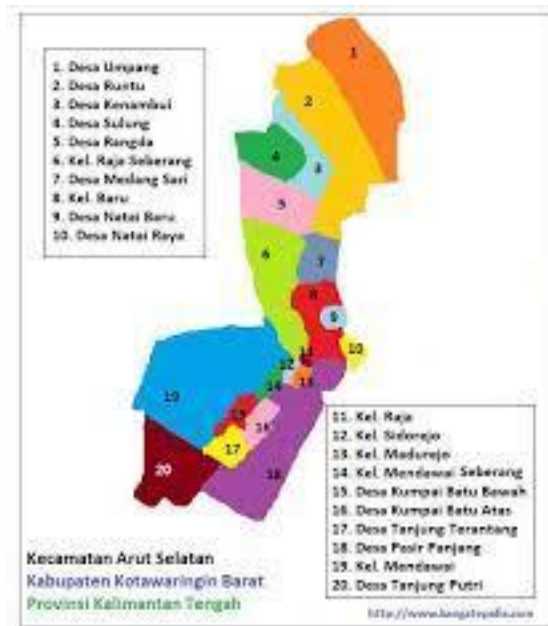 1. Desa Umpang
2. Desa Runtu
3. Desa Kenambui
4. Desa Sulung
5. Desa Rangda
6. Kel. Raja Seberang
7. Desa Medang Sari
8. Kel. Baru
9. Desa Natai Baru
10. Desa Natai Raya
1
2
3
4
5
6
7
8
9
10
11
12
13
14
19
15
16
17
18
20
11. Kel. Raja
12. Kel. Sidorejo
13. Kel. Madurejo
14. Kel. Mendawai Seberang
15. Desa Kumpai Batu Bawah
16. Desa Kumpai Batu Atas
17. Desa Tanjung Terantang
18. Desa Pasir Panjang
19. Kel. Mendawai
20. Desa Tanjung Putri
Kecamatan Arut Selatan
Kabupaten Kotawaringin Barat
Provinsi Kalimantan Tengah